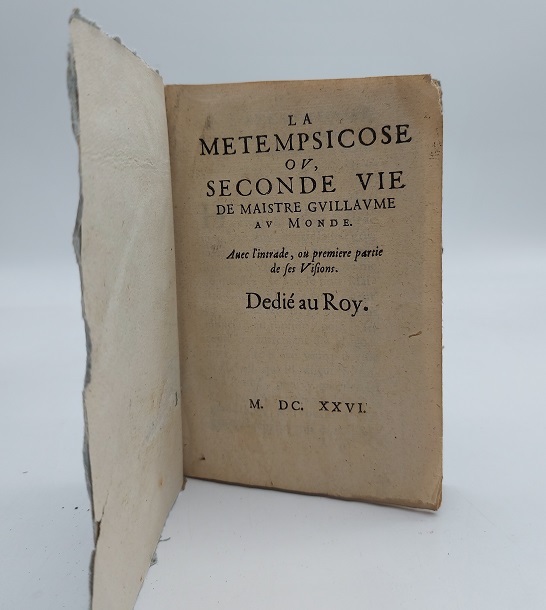 LA
METEMPSICOSE
OV,
SECONDE VIE
DE MAISTRE GVILLAVME
AV MONDE.
Auec l'intrade, ou premiere partie
de ſes Viſions.
Dedié au Roy.
M. DC. XXVI.